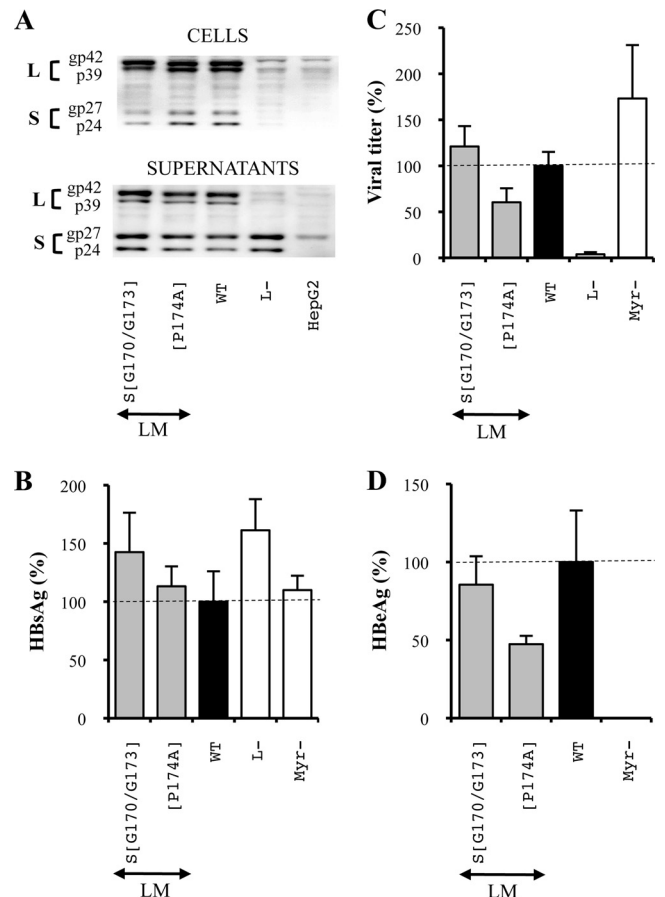 A
CELLS
gp42
L
p39
gp27
S
p24
SUPERNATANTS
gp42
L
p39
gp27
S
p24
S[G170/G173]
[P174A]
WT
L-
HepG2
LM
C
Viral titer (%)
250
200
150
100
50
0
S[G170/G173]
[P174A]
WT
L-
Myr-
LM
B
HBsAg (%)
200
150
100
50
0
S[G170/G173]
[P174A]
WT
L-
Myr-
LM
D
HBeAg (%)
150
100
50
0
S[G170/G173]
[P174A]
WT
Myr-
LM